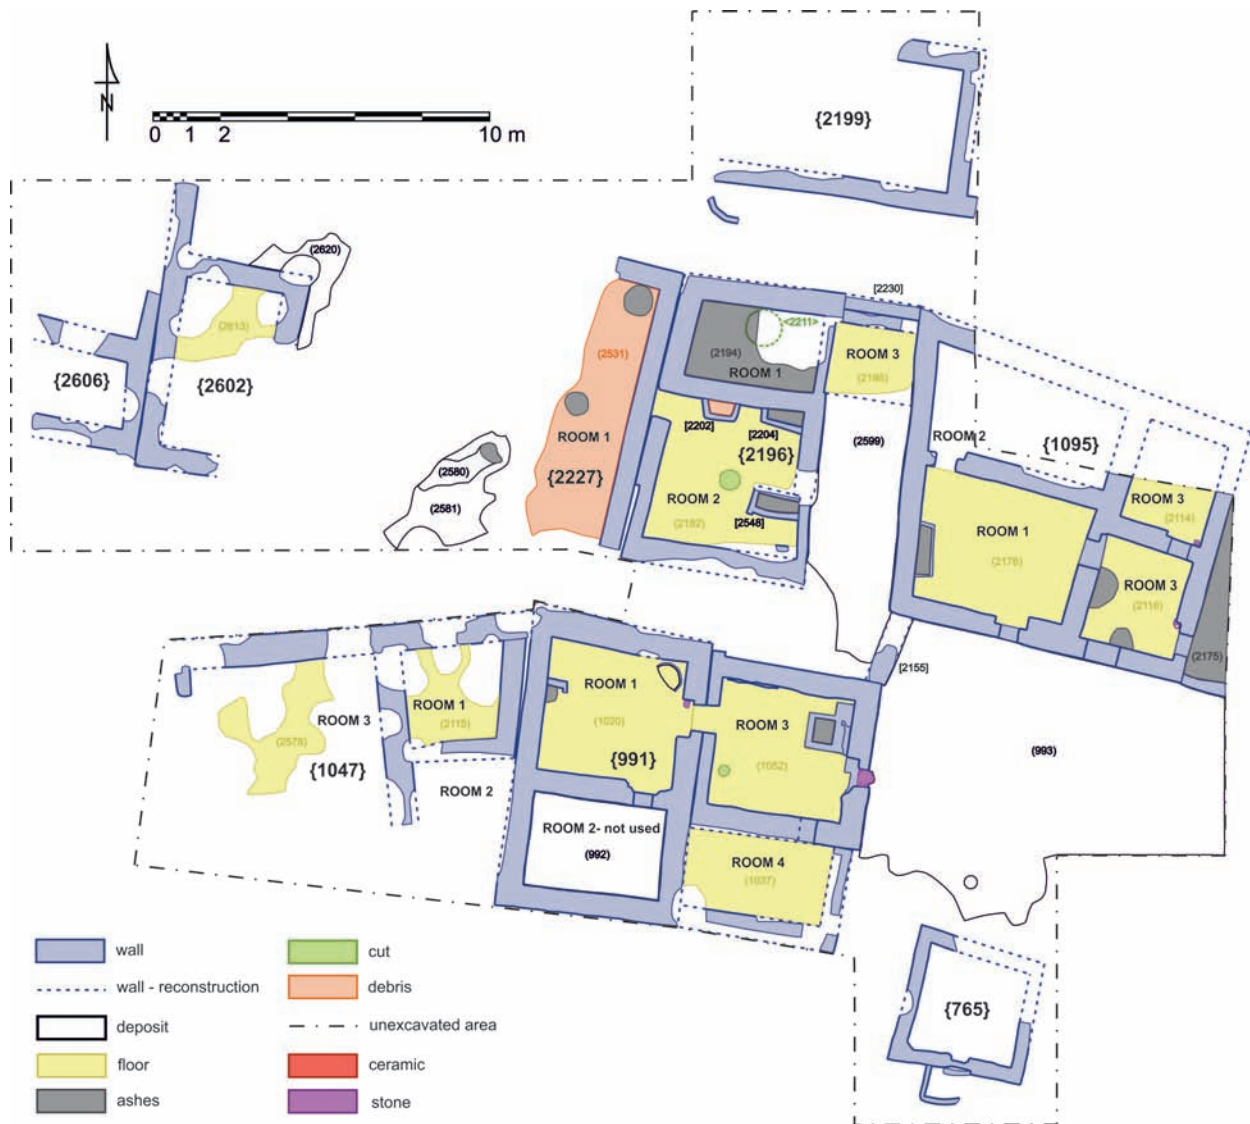 N
0 1 2 10 m
{2199}
(2620)
(2613)
{2606}
{2602}
[2230]
<2211>
(2531)
(2194)
ROOM 1
ROOM 3
(2185)
[2202]
[2204]
{2196}
(2599)
ROOM 2
{1095}
ROOM 1
{2227}
(2580)
(2581)
ROOM 2
(2182)
[2548]
ROOM 1
(2178)
ROOM 3
(2114)
ROOM 3
(2116)
(2175)
[2155]
ROOM 1
(2115)
ROOM 3
(2578)
{1047}
ROOM 2
ROOM 1
(1020)
{991}
ROOM 3
(1052)
(993)
ROOM 2- not used
(992)
ROOM 4
(1037)
{765}
wall
wall - reconstruction
deposit
floor
ashes
cut
debris
unexcavated area
ceramic
stone